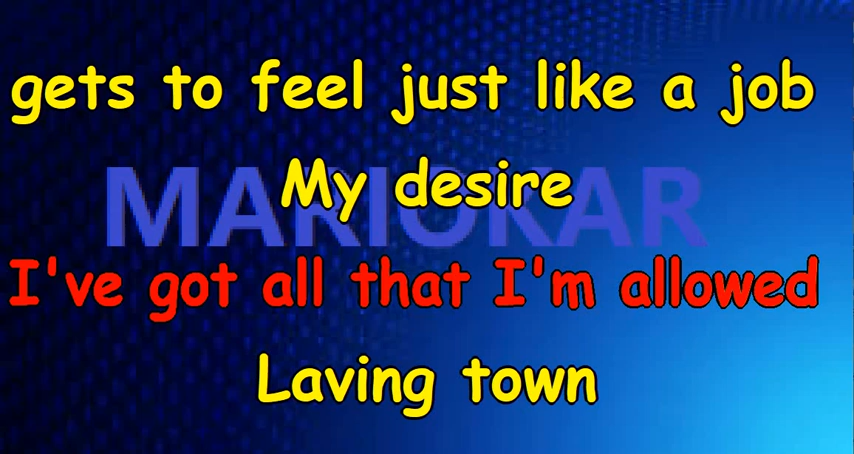 gets to feel just like a job
My desire
MARIOKAR
I've got all that I'm allowed
Laving town